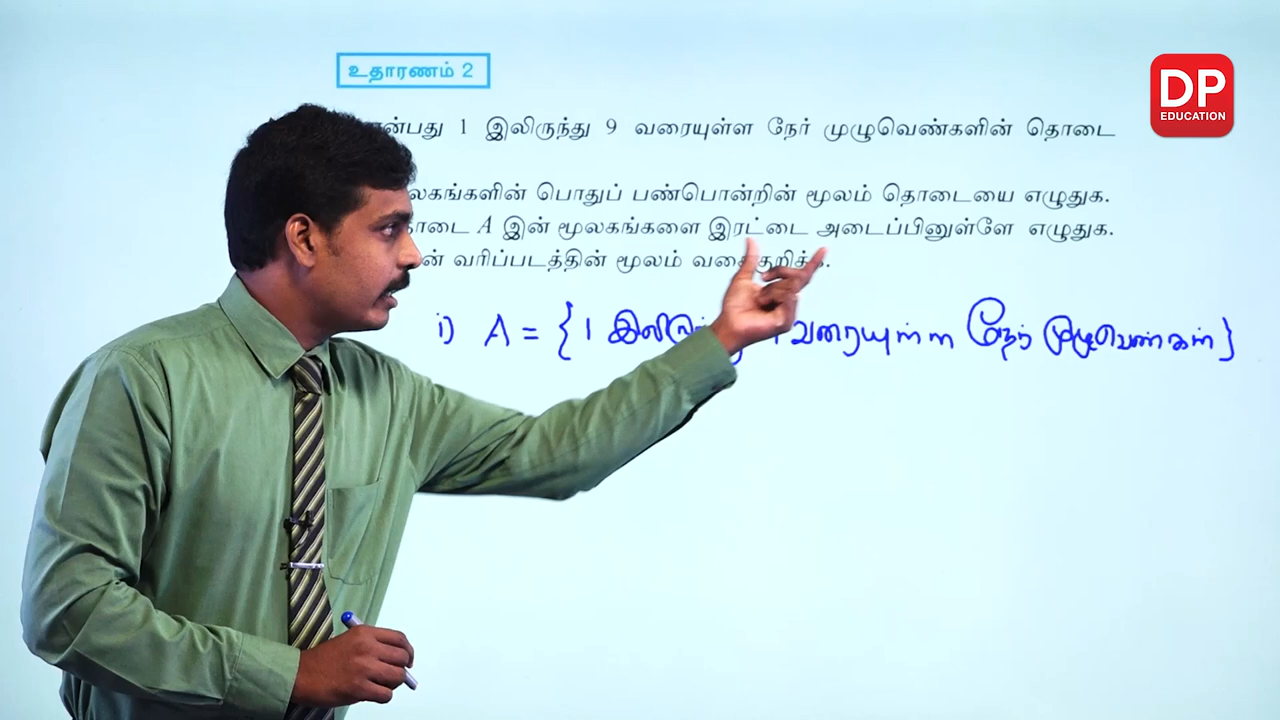 உதாரணம் 2
DP
EDUCATION
1 இலிருந்து 9 வரையுள்ள நேர் முழுவெண்களின் தொடை
பொதுப் பண்பொன்றின் மூலம் தொடையை எழுதுக.
A இன் மூலகங்களை இரட்டை அடைப்பினுள்ளே எழுதுக.
வரிப்படத்தின் மூலம்
i) A = { 1 வரையுள்ள நேர் முழுவெண்கள் }